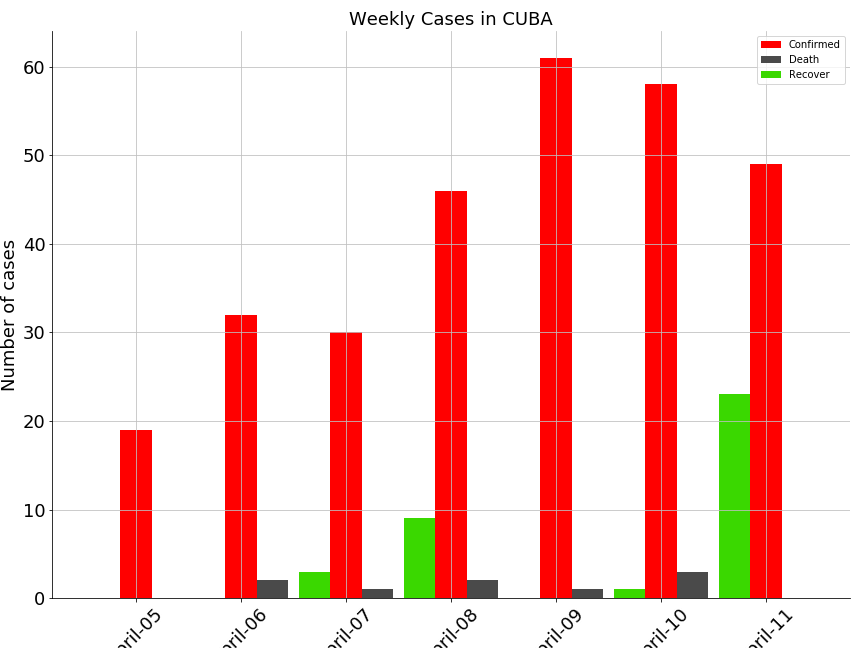 Weekly Cases in CUBA
Confirmed
Death
Recover
Number of cases
60
50
40
30
20
10
0
pril-05
pril-06
pril-07
pril-08
pril-09
pril-10
pril-11